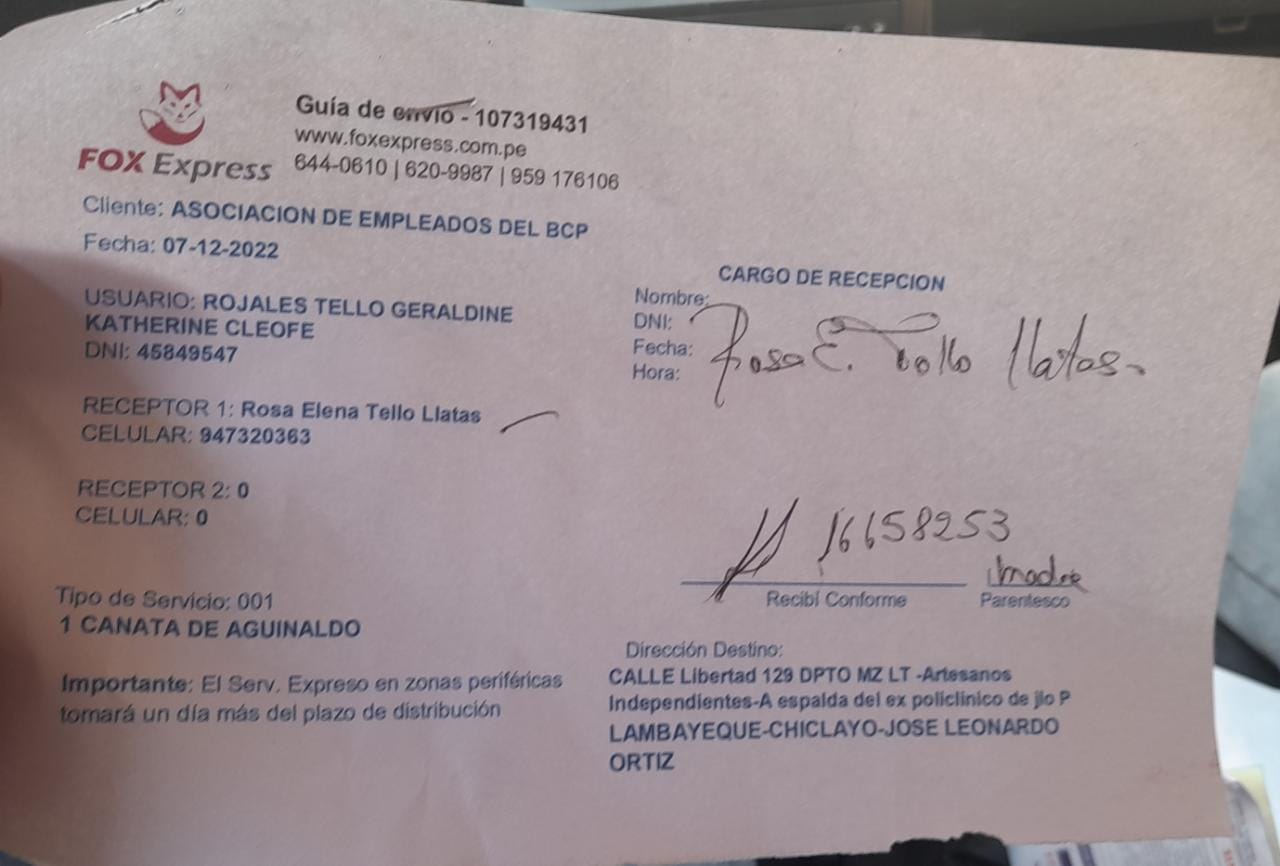 FOX Express
Guía de envío - 107319431
www.foxexpress.com.pe
644-0610 | 620-9987 | 959 176106
Cliente: ASOCIACION DE EMPLEADOS DEL BCP
Fecha: 07-12-2022
USUARIO: ROJALES TELLO GERALDINE
KATHERINE CLEOFE
DNI: 45849547
RECEPTOR 1: Rosa Elena Tello Llatas
CELULAR: 947320363
RECEPTOR 2: 0
CELULAR: 0
Tipo de Servicio: 001
1 CANATA DE AGUINALDO
Importante: El Serv. Expreso en zonas periféricas
tomará un día más del plazo de distribución
CARGO DE RECEPCION
Nombre:
DNI:
Fecha:
Hora:
Rosa E. Tello Llatas
16658253
madre
Recibí Conforme
Parentesco
Dirección Destino:
CALLE Libertad 129 DPTO MZ LT -Artesanos
Independientes-A espalda del ex policlinico de jlo P
LAMBAYEQUE-CHICLAYO-JOSE LEONARDO
ORTIZ